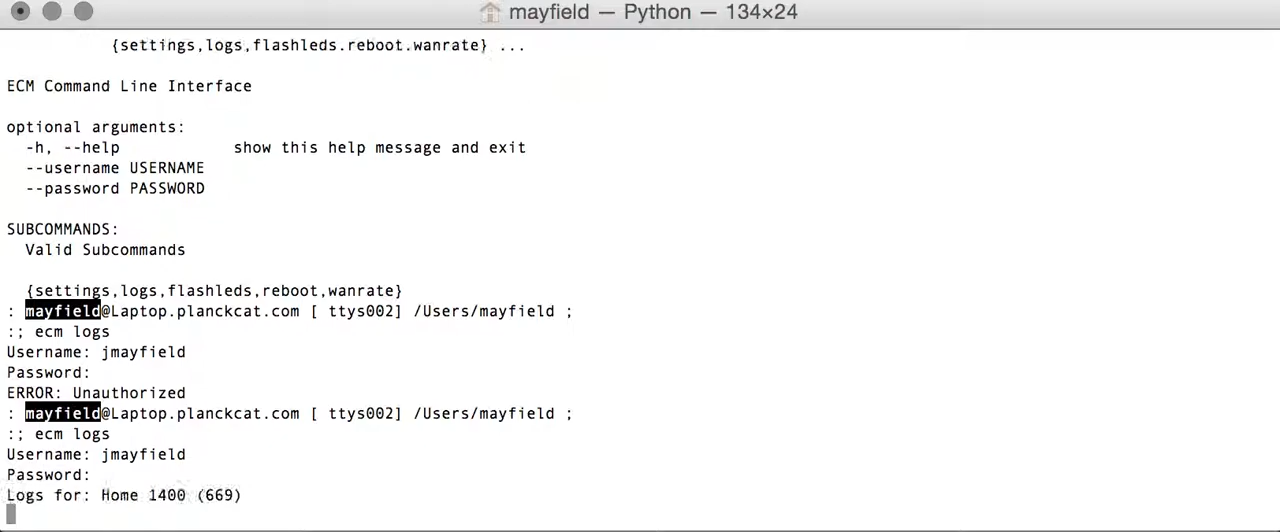 mayfield — Python — 134×24
{settings,logs,flashleds.reboot.wanrate} ...
ECM Command Line Interface
optional arguments:
-h, --help show this help message and exit
--username USERNAME
--password PASSWORD
SUBCOMMANDS:
Valid Subcommands
{settings,logs,flashleds,reboot,wanrate}
: mayfield@Laptop.planckcat.com [ ttys002] /Users/mayfield ;
:; ecm logs
Username: jmayfield
Password:
ERROR: Unauthorized
: mayfield@Laptop.planckcat.com [ ttys002] /Users/mayfield ;
:; ecm logs
Username: jmayfield
Password:
Logs for: Home 1400 (669)